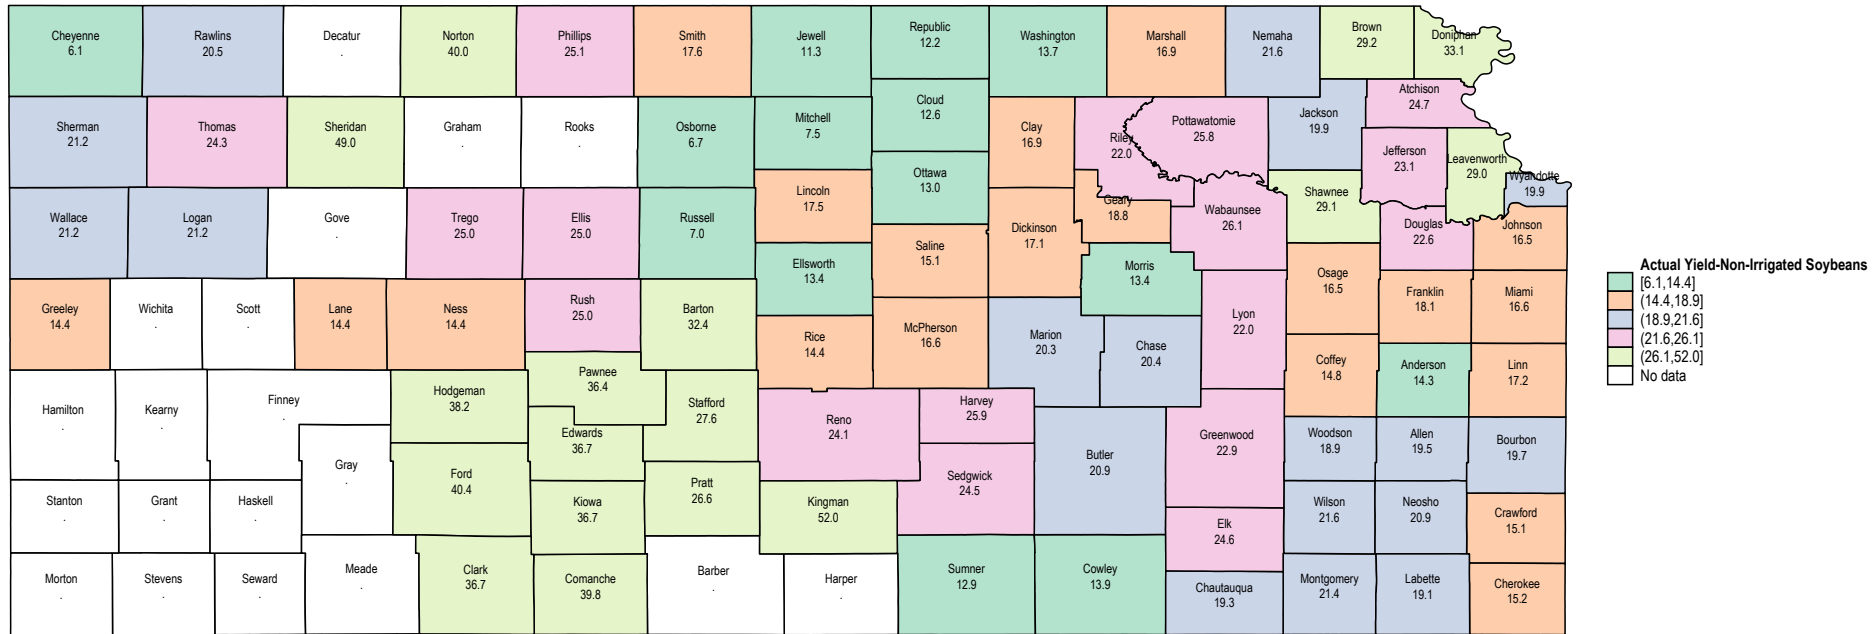 Cheyenne
6.1
Rawlins
20.5
Decatur
.
Norton
40.0
Phillips
25.1
Smith
17.6
Jewell
11.3
Republic
12.2
Washington
13.7
Marshall
16.9
Nemaha
21.6
Brown
29.2
Doniphan
33.1
Sherman
21.2
Thomas
24.3
Sheridan
49.0
Graham
.
Rooks
.
Osborne
6.7
Mitchell
7.5
Cloud
12.6
Clay
16.9
Riley
22.0
Pottawatomie
25.8
Jackson
19.9
Atchison
24.7
Jefferson
23.1
Leavenworth
29.0
Wyandotte
19.9
Wallace
21.2
Logan
21.2
Gove
.
Trego
25.0
Ellis
25.0
Russell
7.0
Lincoln
17.5
Ottawa
13.0
Dickinson
17.1
Geary
18.8
Wabaunsee
26.1
Shawnee
29.1
Douglas
22.6
Johnson
16.5
Ellsworth
13.4
Saline
15.1
Morris
13.4
Osage
16.5
Franklin
18.1
Miami
16.6
Greeley
14.4
Wichita
.
Scott
.
Lane
14.4
Ness
14.4
Rush
25.0
Barton
32.4
Rice
14.4
McPherson
16.6
Marion
20.3
Chase
20.4
Lyon
22.0
Coffey
14.8
Anderson
14.3
Linn
17.2
Hamilton
.
Kearny
.
Finney
.
Hodgeman
38.2
Pawnee
36.4
Stafford
27.6
Edwards
36.7
Reno
24.1
Harvey
25.9
Butler
20.9
Greenwood
22.9
Woodson
18.9
Allen
19.5
Bourbon
19.7
Gray
.
Ford
40.4
Kiowa
36.7
Pratt
26.6
Kingman
52.0
Sedgwick
24.5
Elk
24.6
Wilson
21.6
Neosho
20.9
Crawford
15.1
Stanton
.
Grant
.
Haskell
.
Morton
.
Stevens
.
Seward
.
Meade
.
Clark
36.7
Comanche
39.8
Barber
.
Harper
.
Sumner
12.9
Cowley
13.9
Chautauqua
19.3
Montgomery
21.4
Labette
19.1
Cherokee
15.2
Actual Yield-Non-Irrigated Soybeans
[6.1,14.4]
(14.4,18.9]
(18.9,21.6]
(21.6,26.1]
(26.1,52.0]
No data